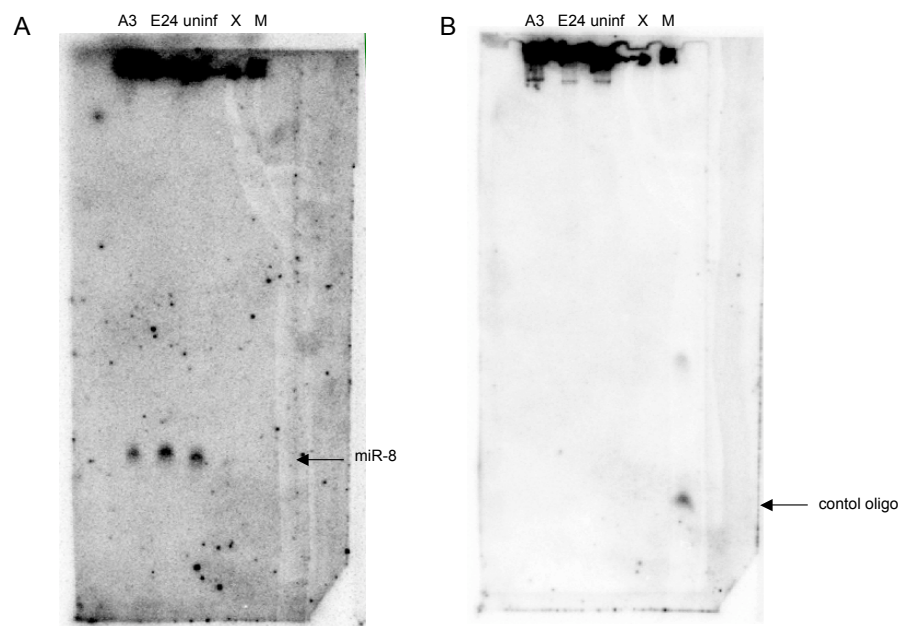 A
A3 E24 uninf X M
miR-8
B
A3 E24 uninf X M
contol oligo